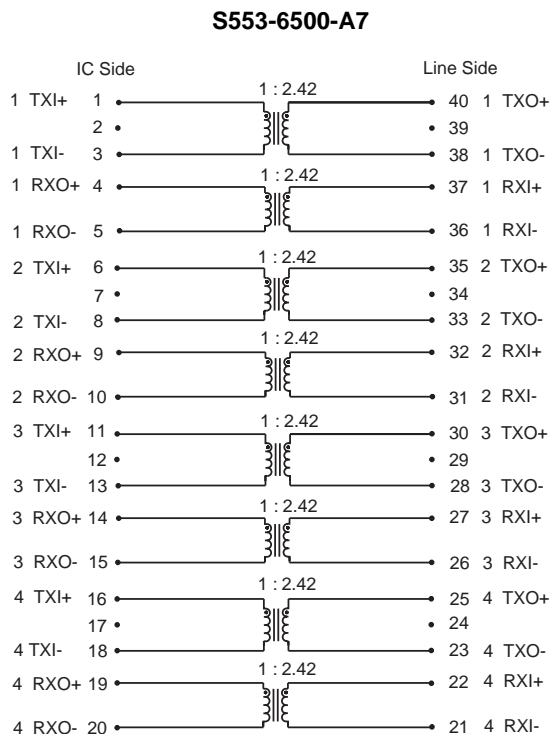 S553-6500-A7
IC Side Line Side
1 : 2.42
1 TXI+ 1 40 1 TXO+
2 39
1 TXI- 3 38 1 TXO-
1 : 2.42
1 RXO+ 4 37 1 RXI+
1 RXO- 5 36 1 RXI-
1 : 2.42
2 TXI+ 6 35 2 TXO+
7 34
2 TXI- 8 33 2 TXO-
1 : 2.42
2 RXO+ 9 32 2 RXI+
2 RXO- 10 31 2 RXI-
1 : 2.42
3 TXI+ 11 30 3 TXO+
12 29
3 TXI- 13 28 3 TXO-
1 : 2.42
3 RXO+ 14 27 3 RXI+
3 RXO- 15 26 3 RXI-
1 : 2.42
4 TXI+ 16 25 4 TXO+
17 24
4 TXI- 18 23 4 TXO-
1 : 2.42
4 RXO+ 19 22 4 RXI+
4 RXO- 20 21 4 RXI-